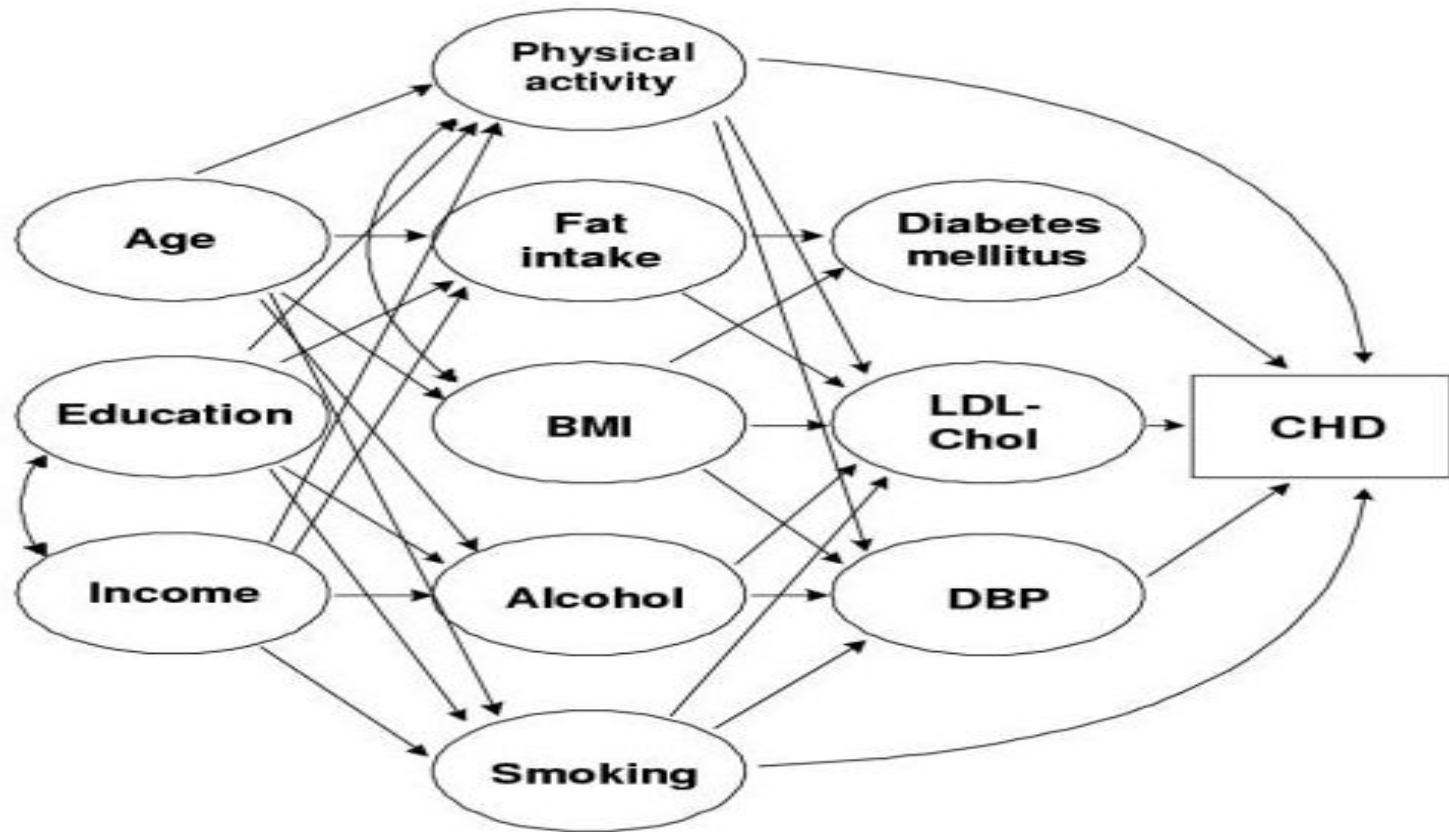 Physical
activity
Age
Fat
intake
Diabetes
mellitus
Education
BMI
LDL-
Chol
CHD
Income
Alcohol
DBP
Smoking